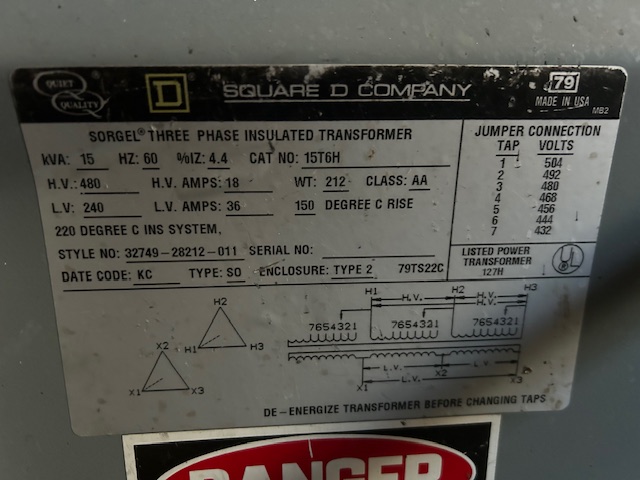 QUIET QUALITY
D SQUARE D COMPANY
79
MADE IN USA
MB2
SORGEL® THREE PHASE INSULATED TRANSFORMER
kVA: 15 HZ: 60 %IZ: 4.4 CAT NO: 15T6H
H.V.: 480 H.V. AMPS: 18 WT: 212 CLASS: AA
L.V: 240 L.V. AMPS: 36 150 DEGREE C RISE
220 DEGREE C INS SYSTEM.
STYLE NO: 32749-28212-011 SERIAL NO:
DATE CODE: KC TYPE: SO ENCLOSURE: TYPE 2 79TS22C
JUMPER CONNECTION
TAP VOLTS
1 504
2 492
3 480
4 468
5 456
6 444
7 432
LISTED POWER
TRANSFORMER
127H
UL
H2
H1 H3
X2
X1 X3
H1 H2 H3
H.V. H.V.
H.V.
7654321 7654321 7654321
L.V. L.V.
X1 X2 X3
L.V.
DE-ENERGIZE TRANSFORMER BEFORE CHANGING TAPS
DANGER